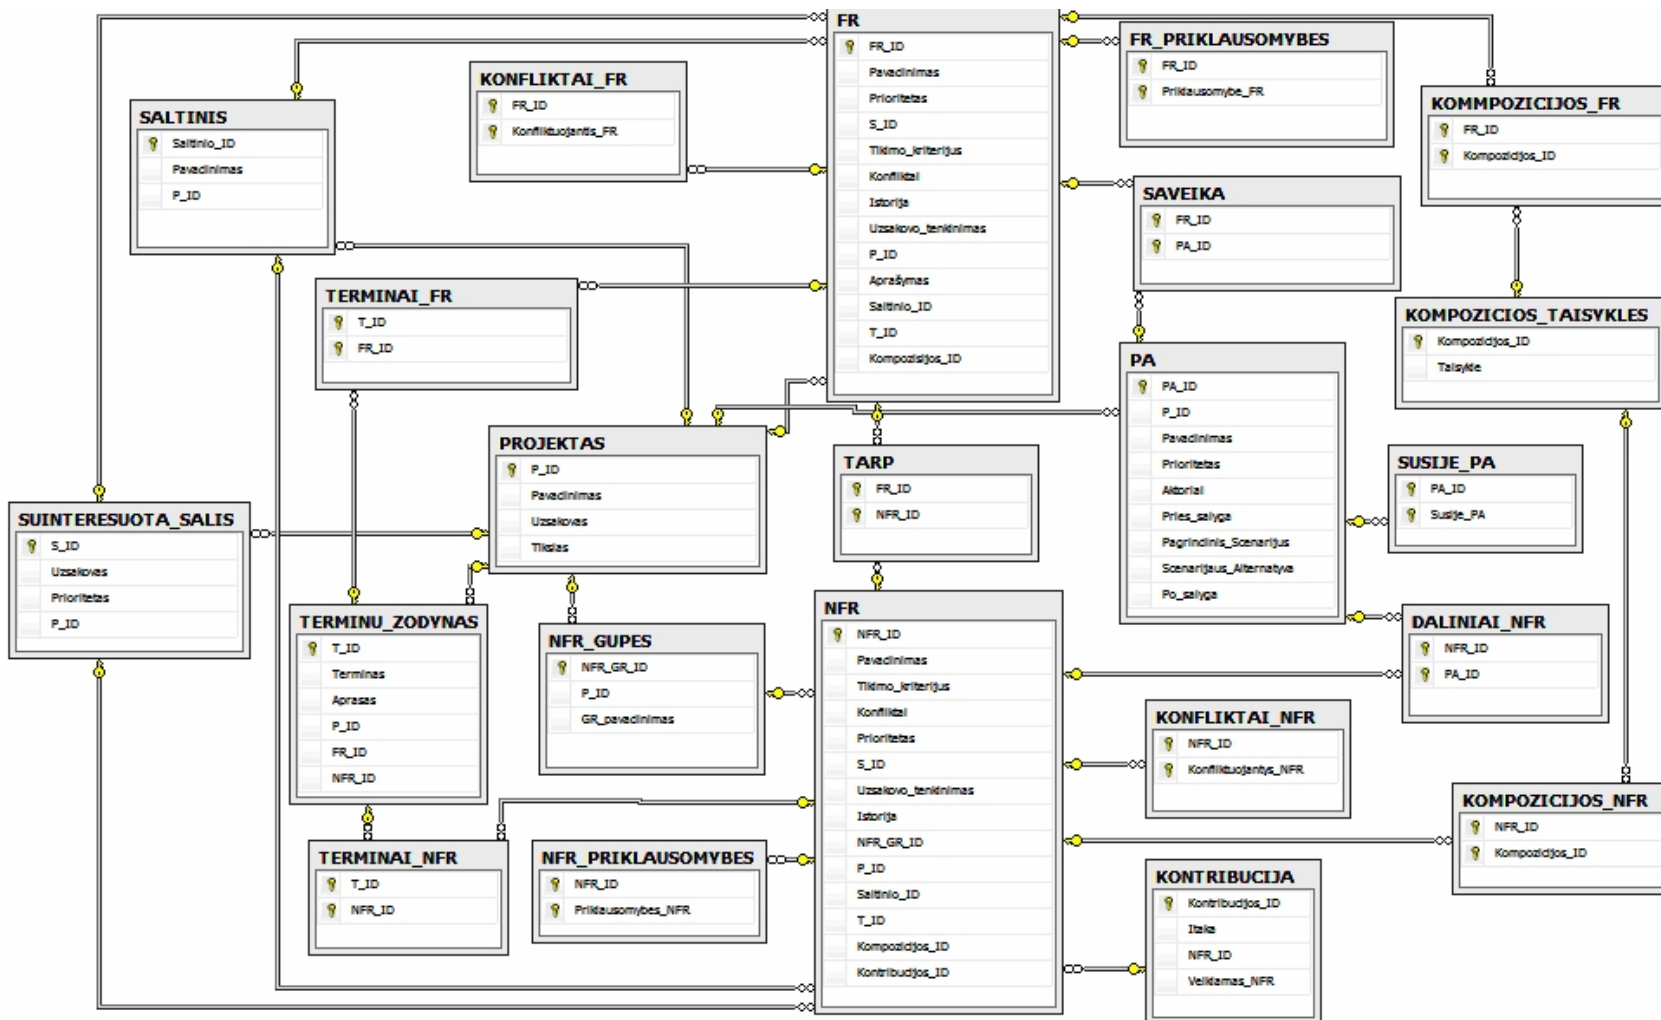 FR
FR_ID
Pavadinimas
Prioritetas
S_ID
Tikimo_kriterijus
Konfliktai
Istorija
Uzsakovo_tenkinimas
P_ID
Aprašymas
Saltinio_ID
T_ID
Kompozisijos_ID
FR_PRIKLAUSOMYBES
FR_ID
Priklausomybe_FR
KONFLIKTAI_FR
FR_ID
Konfliktuojantis_FR
KOMMPOZICIJOS_FR
FR_ID
Kompozicijos_ID
SALTINIS
Saltinio_ID
Pavadinimas
P_ID
SAVEIKA
FR_ID
PA_ID
TERMINAI_FR
T_ID
FR_ID
KOMPOZICIOS_TAISYKLES
Kompozicijos_ID
Taisykle
PA
PA_ID
P_ID
Pavadinimas
Prioritetas
Aktoriai
Pries_salyga
Pagrindinis_Scenarijus
Scenarijaus_Alternatyva
Po_salyga
PROJEKTAS
P_ID
Pavadinimas
Uzsakovas
Tikslas
TARP
FR_ID
NFR_ID
SUSIJE_PA
PA_ID
Susije_PA
SUINTERESUOTA_SALIS
S_ID
Uzsakovas
Prioritetas
P_ID
TERMINU_ZODYNAS
T_ID
Terminas
Aprasas
P_ID
FR_ID
NFR_ID
NFR_GUPES
NFR_GR_ID
P_ID
GR_pavadinimas
NFR
NFR_ID
Pavadinimas
Tikimo_kriterijus
Konfliktai
Prioritetas
S_ID
Uzsakovo_tenkinimas
Istorija
NFR_GR_ID
P_ID
Saltinio_ID
T_ID
Kompozicijos_ID
Kontribucijos_ID
DALINIAI_NFR
NFR_ID
PA_ID
KONFLIKTAI_NFR
NFR_ID
Konfliktuojantys_NFR
KOMPOZICIJOS_NFR
NFR_ID
Kompozicijos_ID
TERMINAI_NFR
T_ID
NFR_ID
NFR_PRIKLAUSOMYBES
NFR_ID
Priklausomybes_NFR
KONTRIBUCIJA
Kontribucijos_ID
Itaka
NFR_ID
Veikiamas_NFR